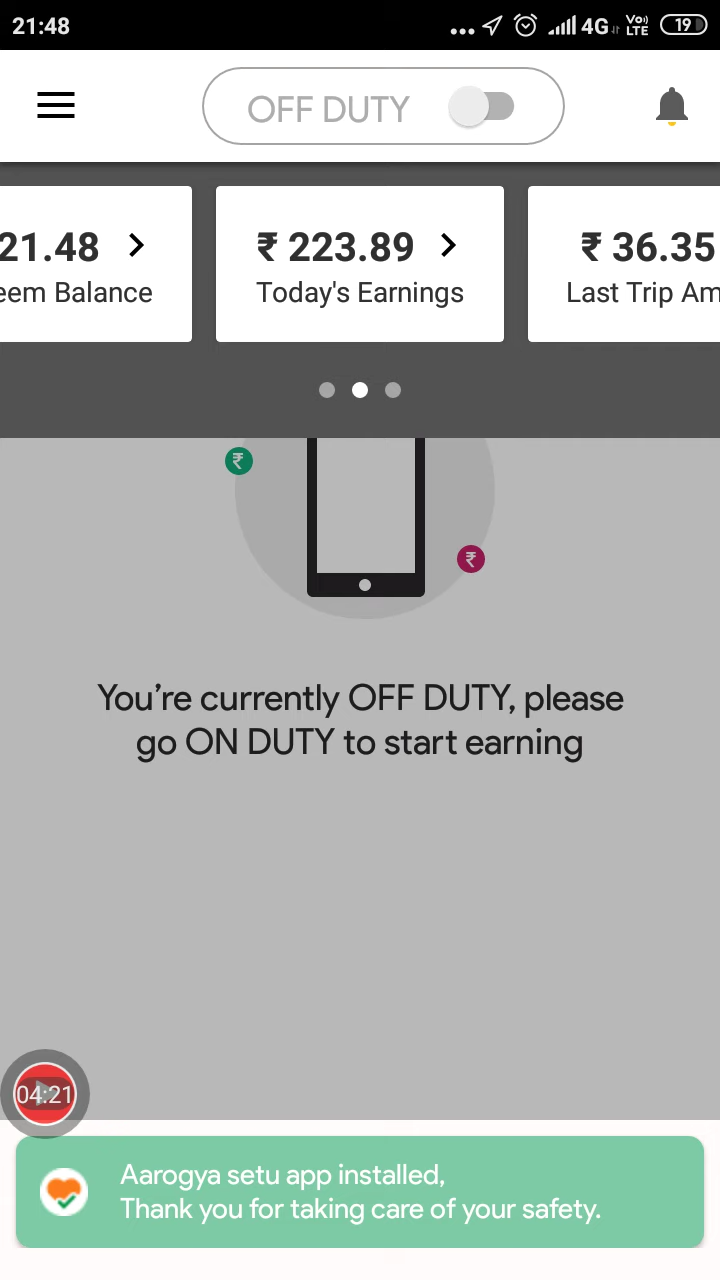 21:48
4G
Vo))
LTE
19
OFF DUTY
21.48
eem Balance
₹ 223.89
Today's Earnings
₹ 36.35
Last Trip Am
₹
₹
You're currently OFF DUTY, please
go ON DUTY to start earning
04:21
Aarogya setu app installed,
Thank you for taking care of your safety.